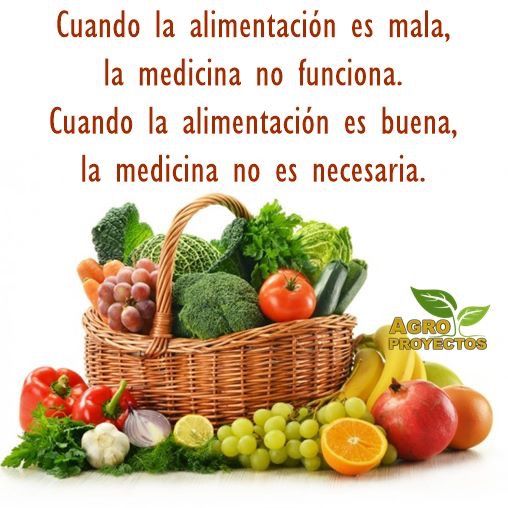 Cuando la alimentación es mala,
la medicina no funciona.
Cuando la alimentación es buena,
la medicina no es necesaria.
AGRO
PROYECTOS